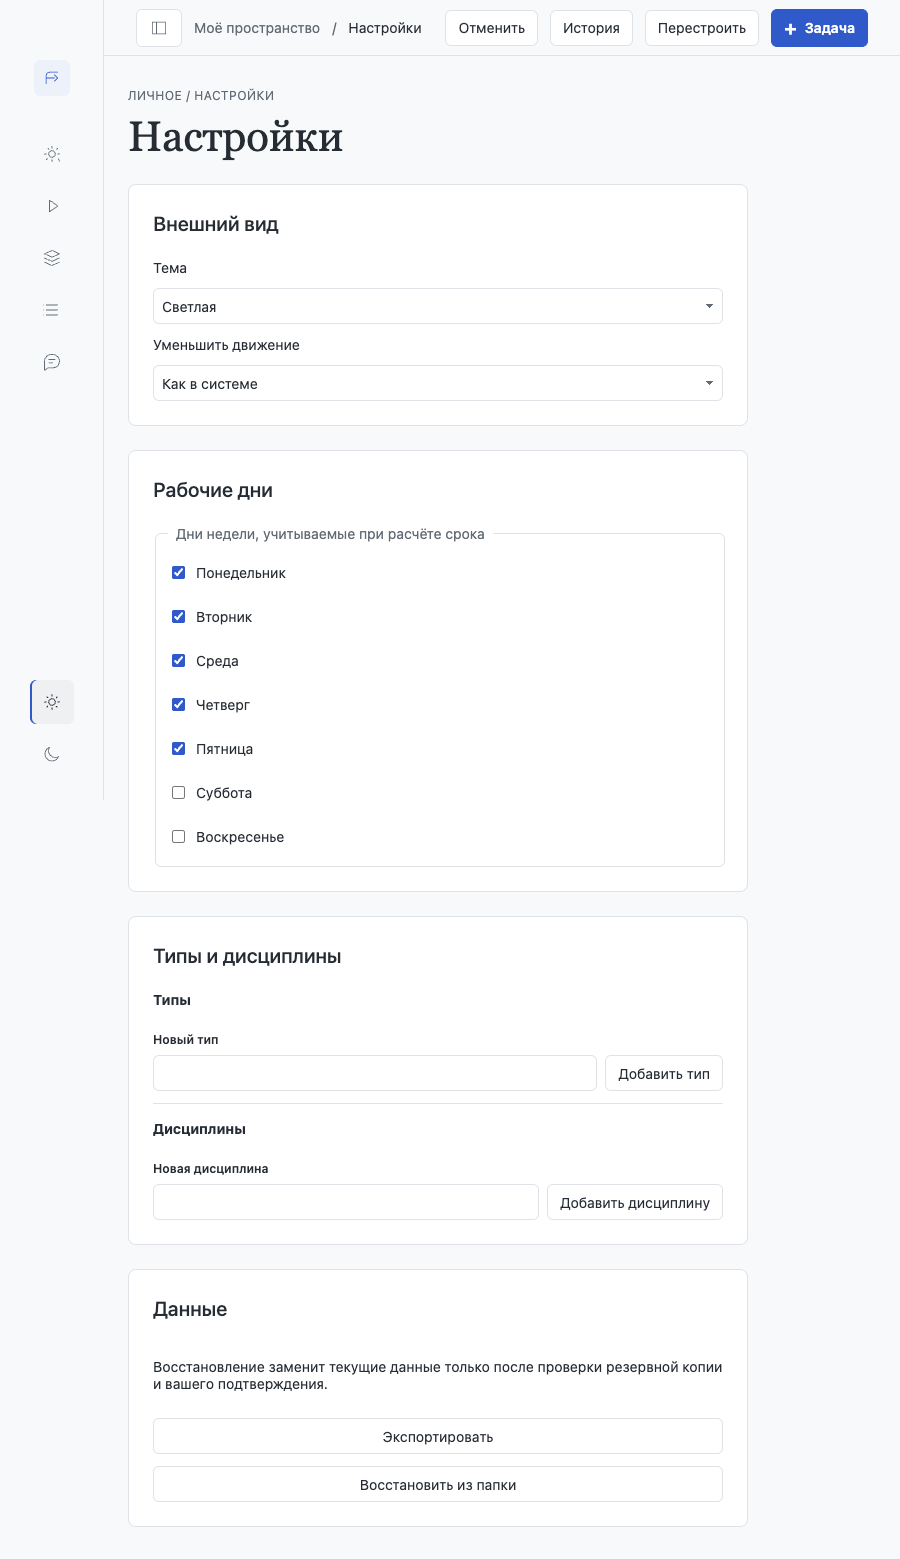 Моё пространство / Настройки
Отменить
История
Перестроить
+ Задача
ЛИЧНОЕ / НАСТРОЙКИ
Настройки
Внешний вид
Тема
Светлая
Уменьшить движение
Как в системе
Рабочие дни
Дни недели, учитываемые при расчёте срока
Понедельник
Вторник
Среда
Четверг
Пятница
Суббота
Воскресенье
Типы и дисциплины
Типы
Новый тип
Добавить тип
Дисциплины
Новая дисциплина
Добавить дисциплину
Данные
Восстановление заменит текущие данные только после проверки резервной копии
и вашего подтверждения.
Экспортировать
Восстановить из папки